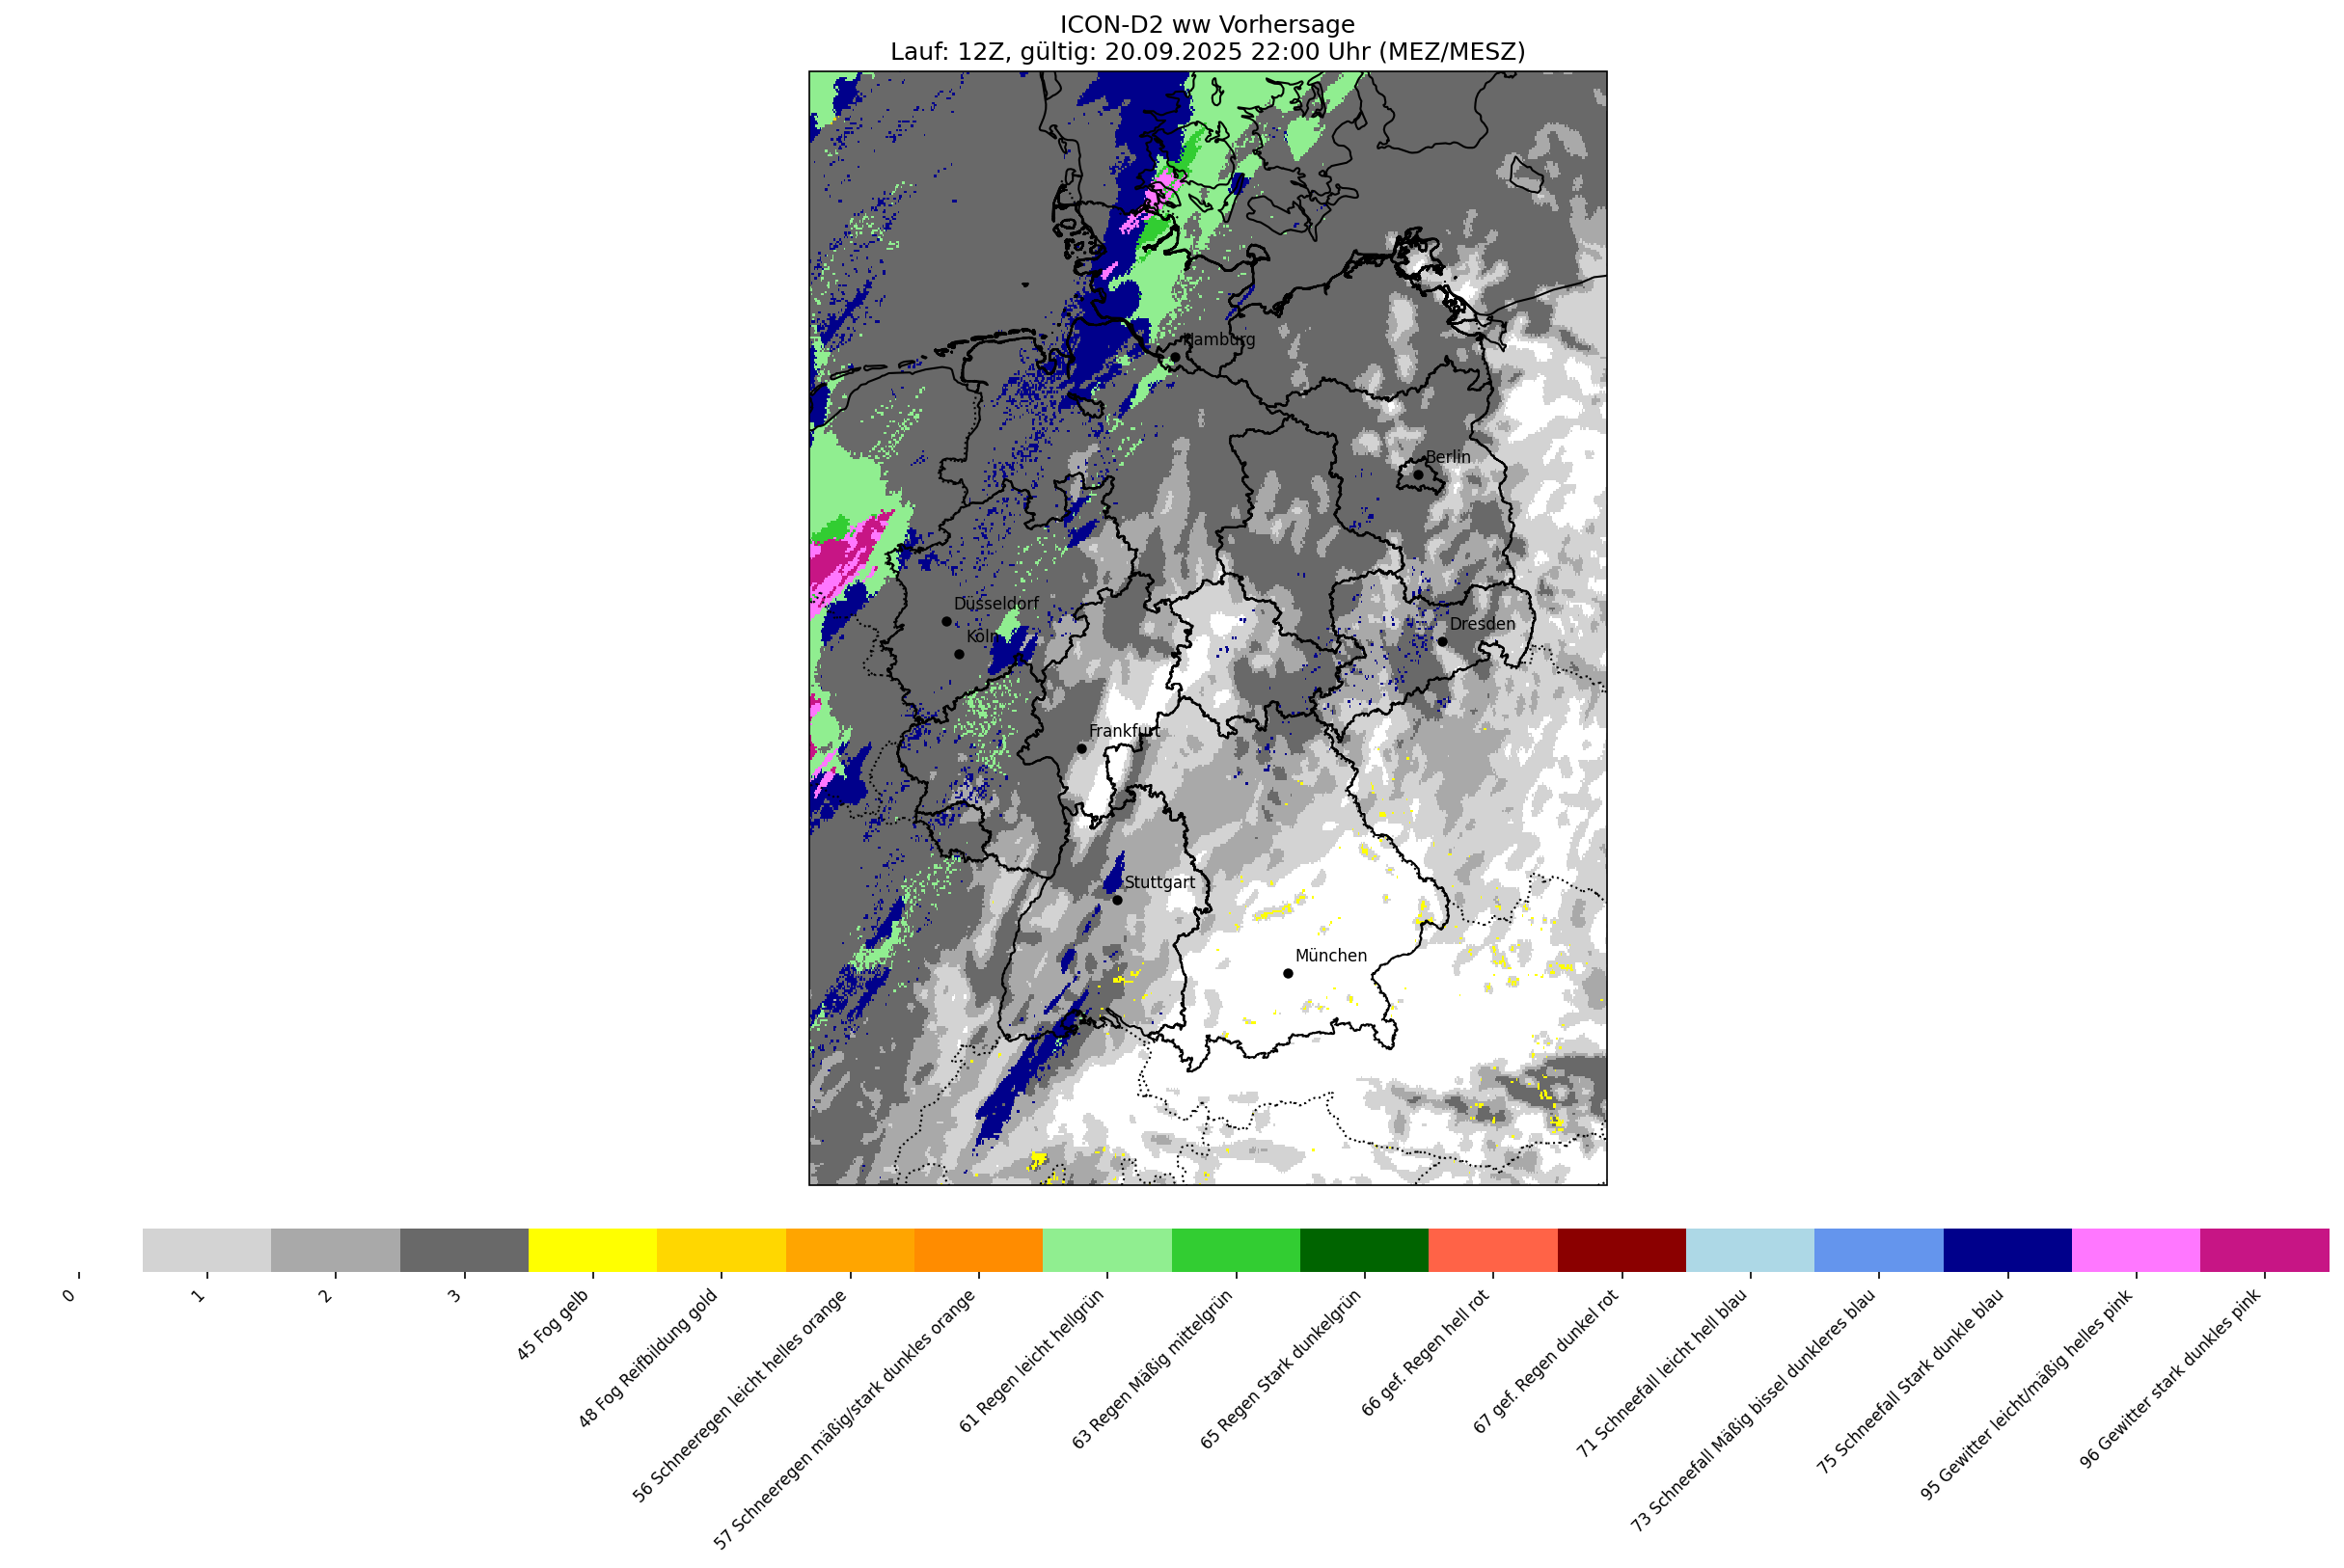 ICON-D2 ww Vorhersage
Lauf: 12Z, gültig: 20.09.2025 22:00 Uhr (MEZ/MESZ)
Hamburg
Berlin
Düsseldorf
Köln
Dresden
Frankfurt
Stuttgart
München
0
1
2
3
45 Fog gelb
48 Fog Reifbildung gold
56 Schneeregen leicht helles orange
57 Schneeregen mäßig/stark dunkles orange
61 Regen leicht hellgrün
63 Regen Mäßig mittelgrün
65 Regen Stark dunkelgrün
66 gef. Regen hell rot
67 gef. Regen dunkel rot
71 Schneefall leicht hell blau
73 Schneefall Mäßig bissel dunkleres blau
75 Schneefall Stark dunkle blau
95 Gewitter leicht/mäßig helles pink
96 Gewitter stark dunkles pink